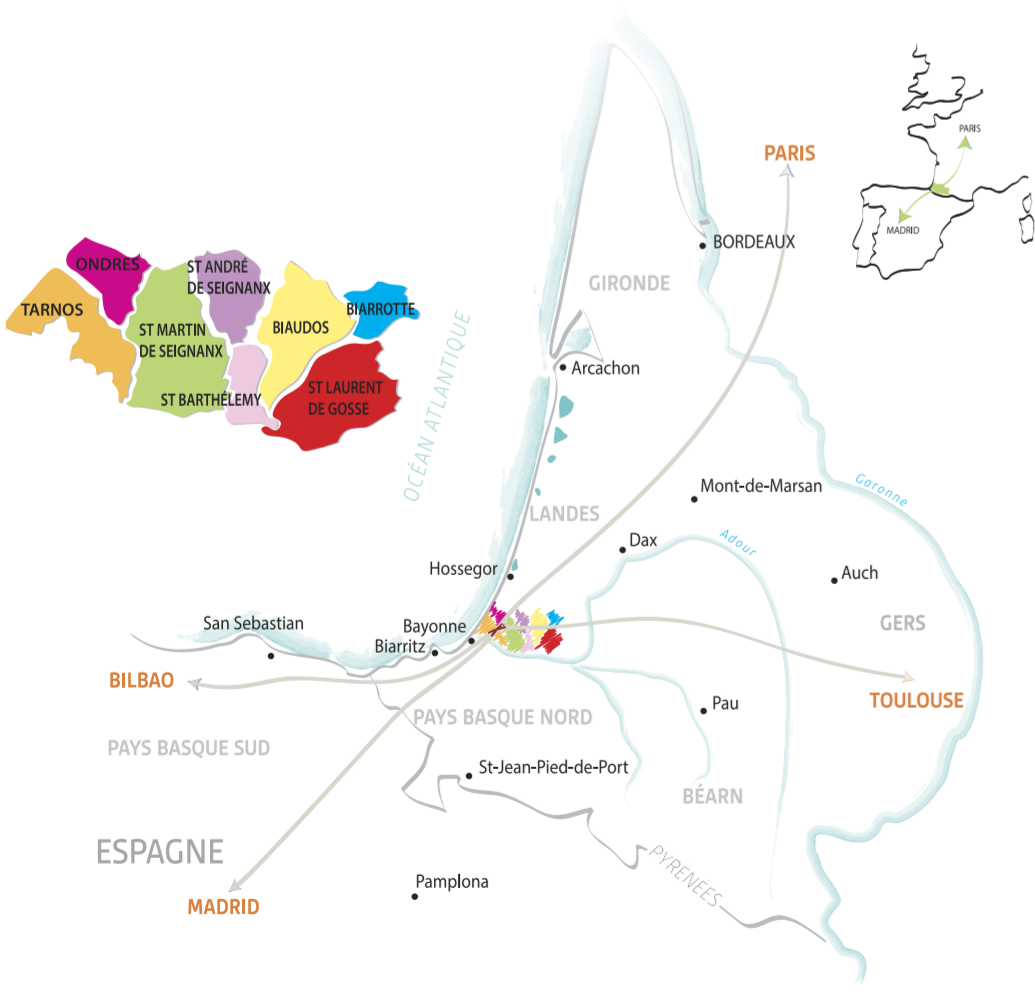 PARIS
PARIS
MADRID
BORDEAUX
GIRONDE
ONDRES
ST ANDRÉ
DE SEIGNANX
TARNOS
BIARROTTE
ST MARTIN
DE SEIGNANX
BIAUDOS
ST BARTHÉLEMY
ST LAURENT
DE GOSSE
OCÉAN ATLANTIQUE
Arcachon
Mont-de-Marsan
Garonne
LANDES
Dax
Adour
Hossegor
Auch
San Sebastian
Bayonne
Biarritz
GERS
BILBAO
TOULOUSE
PAYS BASQUE NORD
Pau
PAYS BASQUE SUD
St-Jean-Pied-de-Port
BÉARN
ESPAGNE
PYRÉNÉES
Pamplona
MADRID